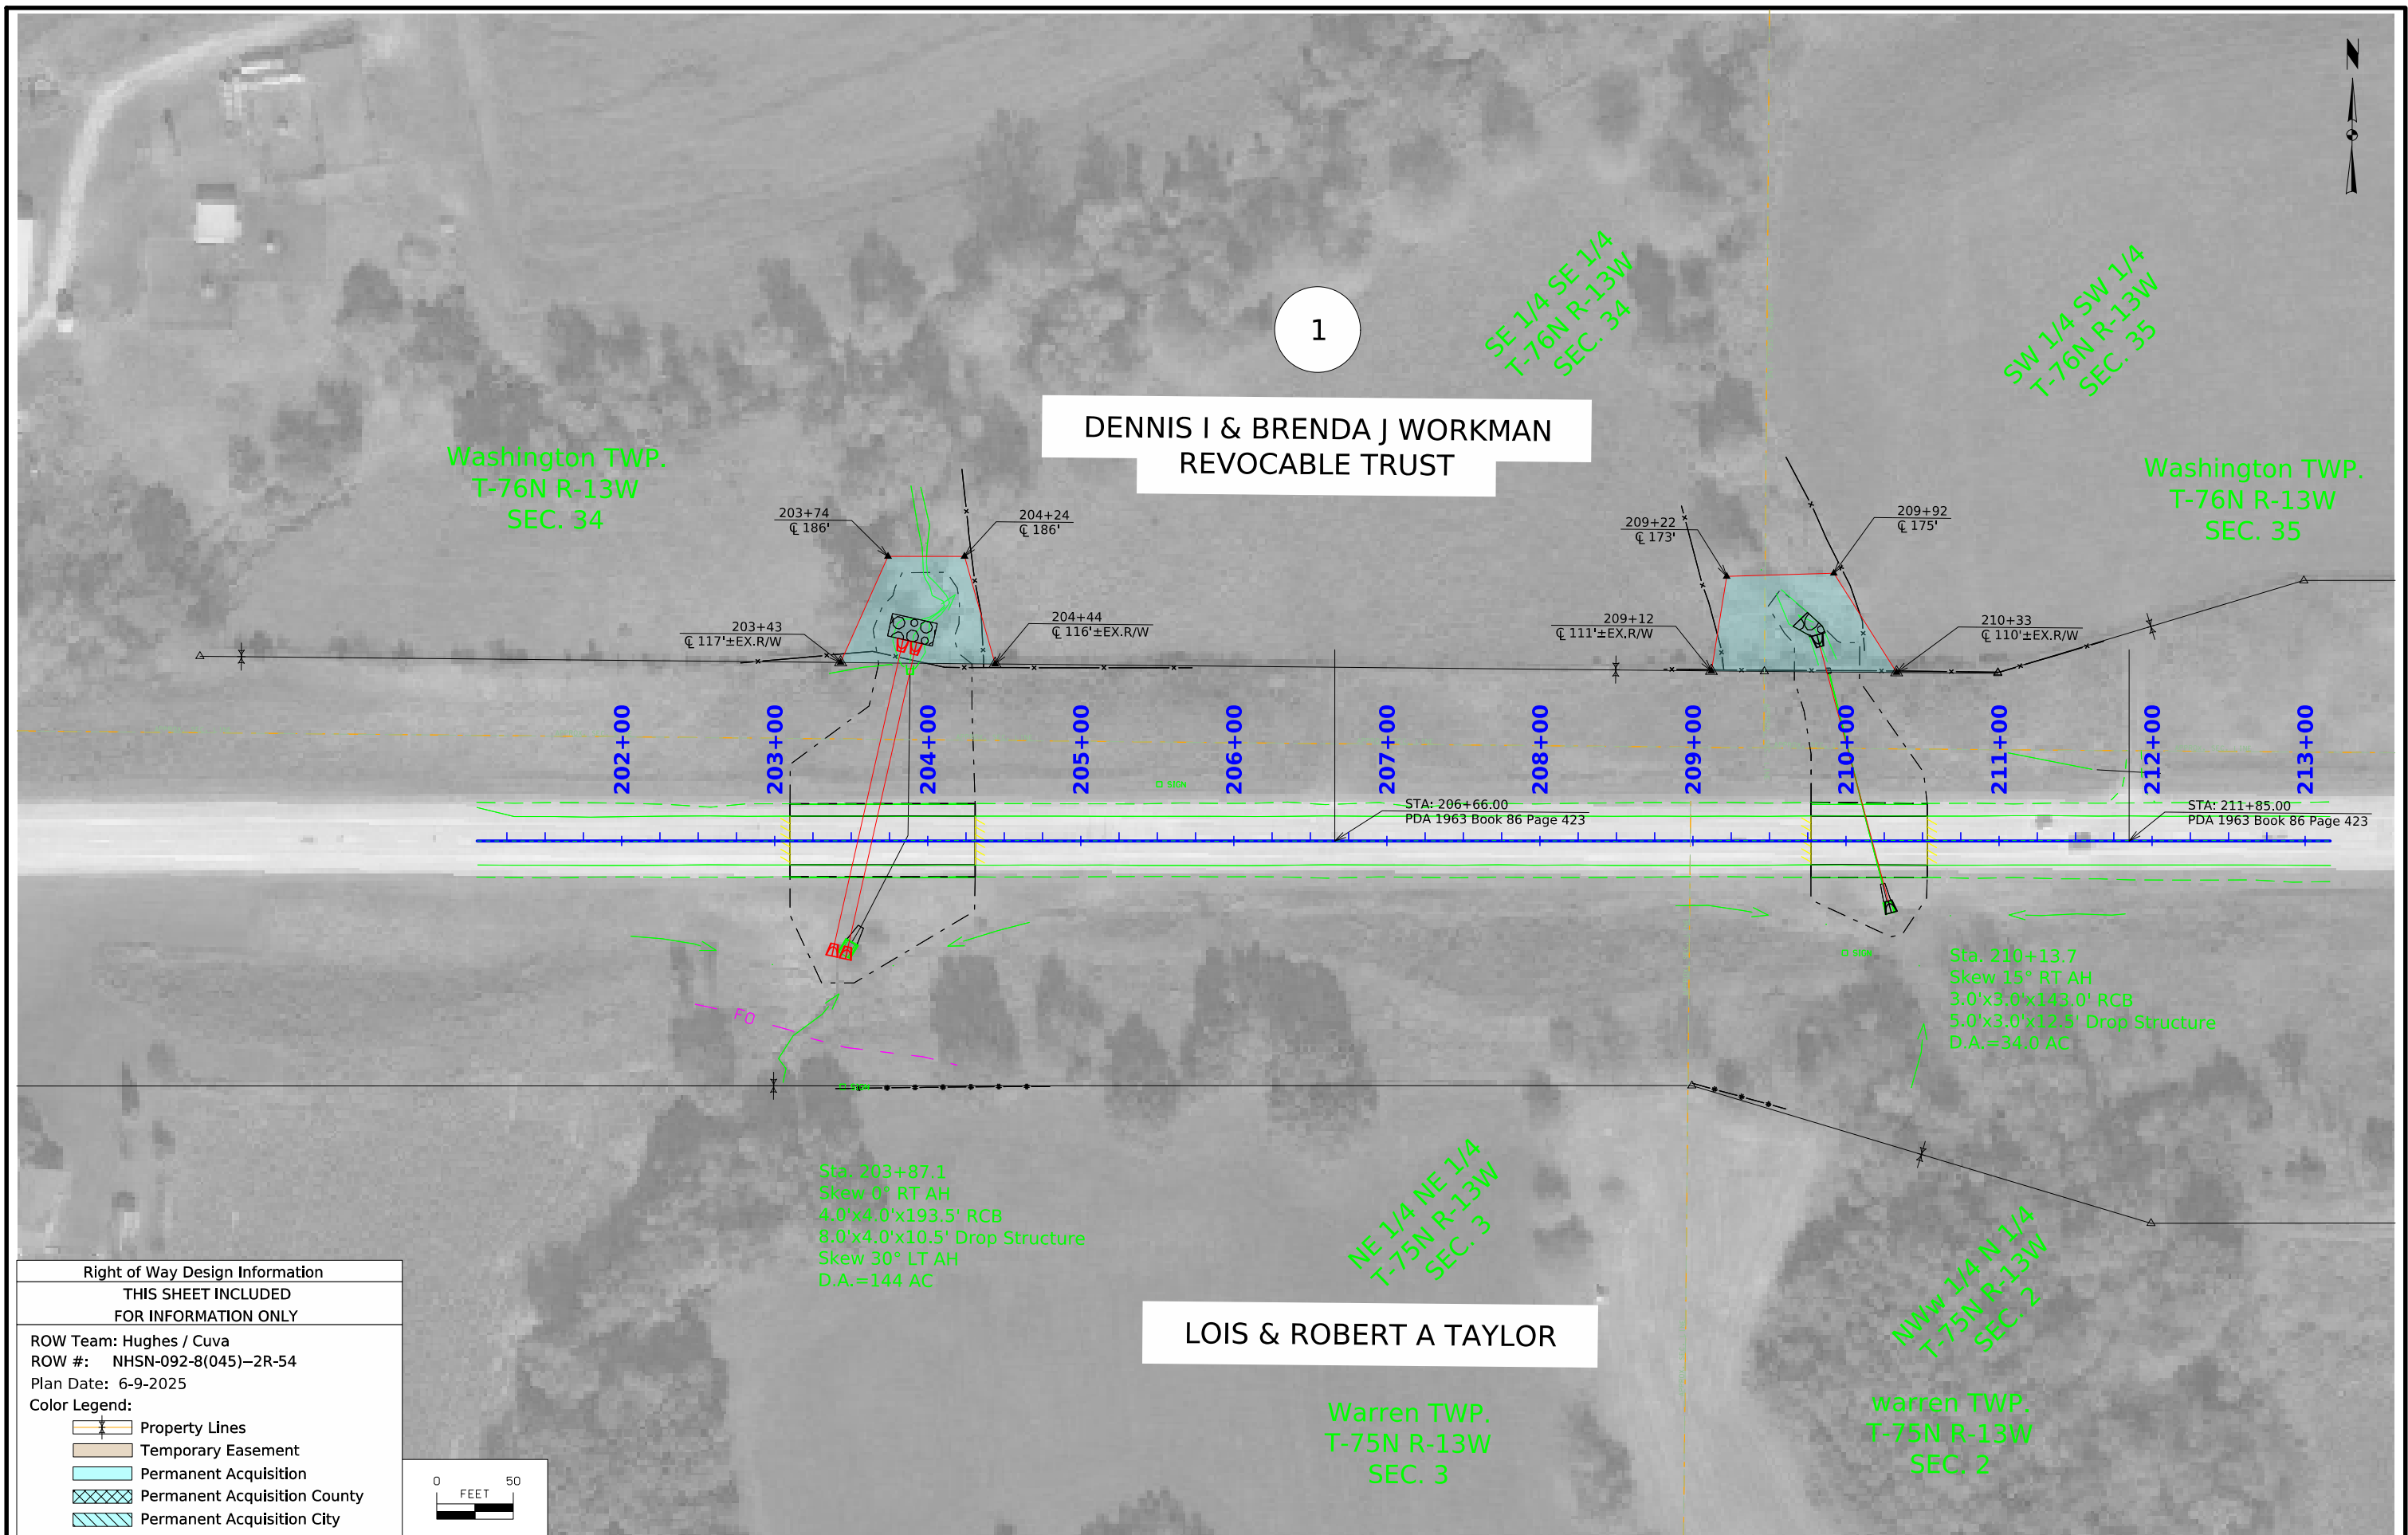 N
1
SE 1/4 SE 1/4
T-76N R-13W
SEC. 34
SW 1/4 SW 1/4
T-76N R-13W
SEC. 35
DENNIS I & BRENDA J WORKMAN
REVOCABLE TRUST
Washington TWP.
T-76N R-13W
SEC. 34
Washington TWP.
T-76N R-13W
SEC. 35
203+74
℄ 186'
204+24
℄ 186'
209+22
℄ 173'
209+92
℄ 175'
203+43
℄ 117'±EX.R/W
204+44
℄ 116'±EX.R/W
209+12
℄ 111'±EX.R/W
210+33
℄ 110'±EX.R/W
202+00
203+00
204+00
205+00
206+00
207+00
208+00
209+00
210+00
211+00
212+00
213+00
SIGN
STA: 206+66.00
PDA 1963 Book 86 Page 423
STA: 211+85.00
PDA 1963 Book 86 Page 423
SIGN
Sta. 210+13.7
Skew 15° RT AH
3.0'x3.0'x143.0' RCB
5.0'x3.0'x12.5' Drop Structure
D.A.=34.0 AC
FO
Sta. 203+87.1
Skew 0° RT AH
4.0'x4.0'x193.5' RCB
8.0'x4.0'x10.5' Drop Structure
Skew 30° LT AH
D.A.=144 AC
NE 1/4 NE 1/4
T-75N R-13W
SEC. 3
NWw 1/4 N 1/4
T-75N R-13W
SEC. 2
LOIS & ROBERT A TAYLOR
Warren TWP.
T-75N R-13W
SEC. 3
warren TWP.
T-75N R-13W
SEC. 2
Right of Way Design Information
THIS SHEET INCLUDED
FOR INFORMATION ONLY
ROW Team: Hughes / Cuva
ROW #: NHSN-092-8(045)--2R-54
Plan Date: 6-9-2025
Color Legend:
Property Lines
Temporary Easement
Permanent Acquisition
Permanent Acquisition County
Permanent Acquisition City
0 50
FEET